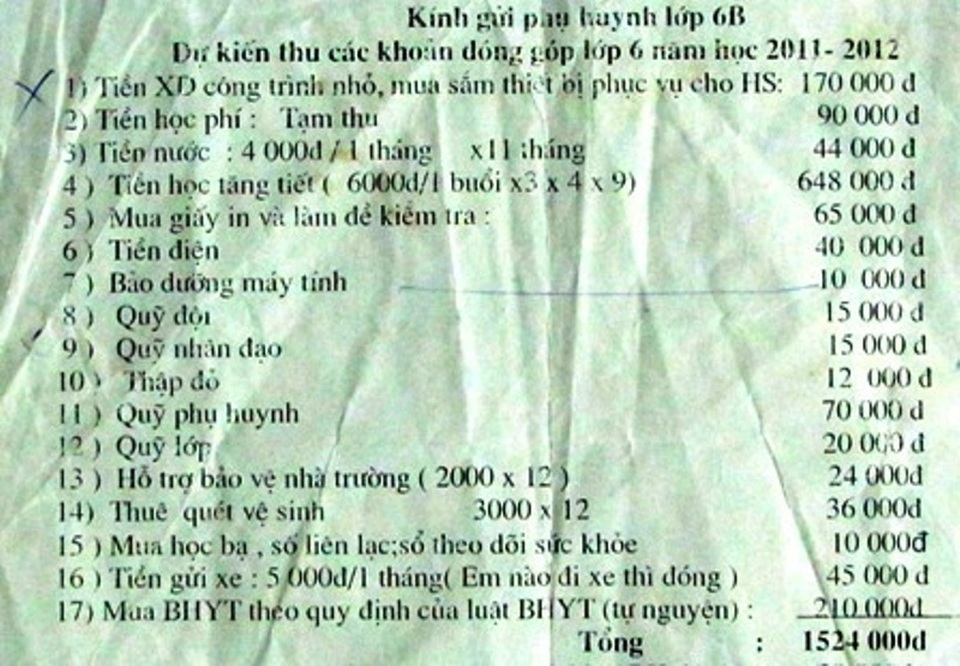 Kính gửi phụ huynh lớp 6B
Dự kiến thu các khoản đóng góp lớp 6 năm học 2011- 2012
1) Tiền XD công trình nhỏ, mua sắm thiết bị phục vụ cho HS: 170 000 đ
2) Tiền học phí : Tạm thu 90 000 đ
3) Tiền nước : 4 000đ / 1 tháng x11 tháng 44 000 đ
4 ) Tiền học tăng tiết ( 6000đ/1 buổi x3 x 4 x 9) 648 000 đ
5 ) Mua giấy in và làm đề kiểm tra : 65 000 đ
6 ) Tiền điện 40 000 đ
7 ) Bảo dưỡng máy tính 10 000 đ
8 ) Quỹ đội 15 000 đ
9 ) Quỹ nhân đạo 15 000 đ
10 ) Thập đỏ 12 000 đ
11 ) Quỹ phụ huynh 70 000 đ
12 ) Quỹ lớp 20 000 đ
13 ) Hỗ trợ bảo vệ nhà trường ( 2000 x 12 ) 24 000đ
14) Thuê quét vệ sinh 3000 x 12 36 000đ
15 ) Mua học bạ , sổ liên lạc;sổ theo dõi sức khỏe 10 000đ
16 ) Tiền gửi xe : 5 000đ/1 tháng( Em nào đi xe thì đóng ) 45 000 đ
17) Mua BHYT theo quy định của luật BHYT (tự nguyện) : 210 000đ
Tổng : 1524 000đ